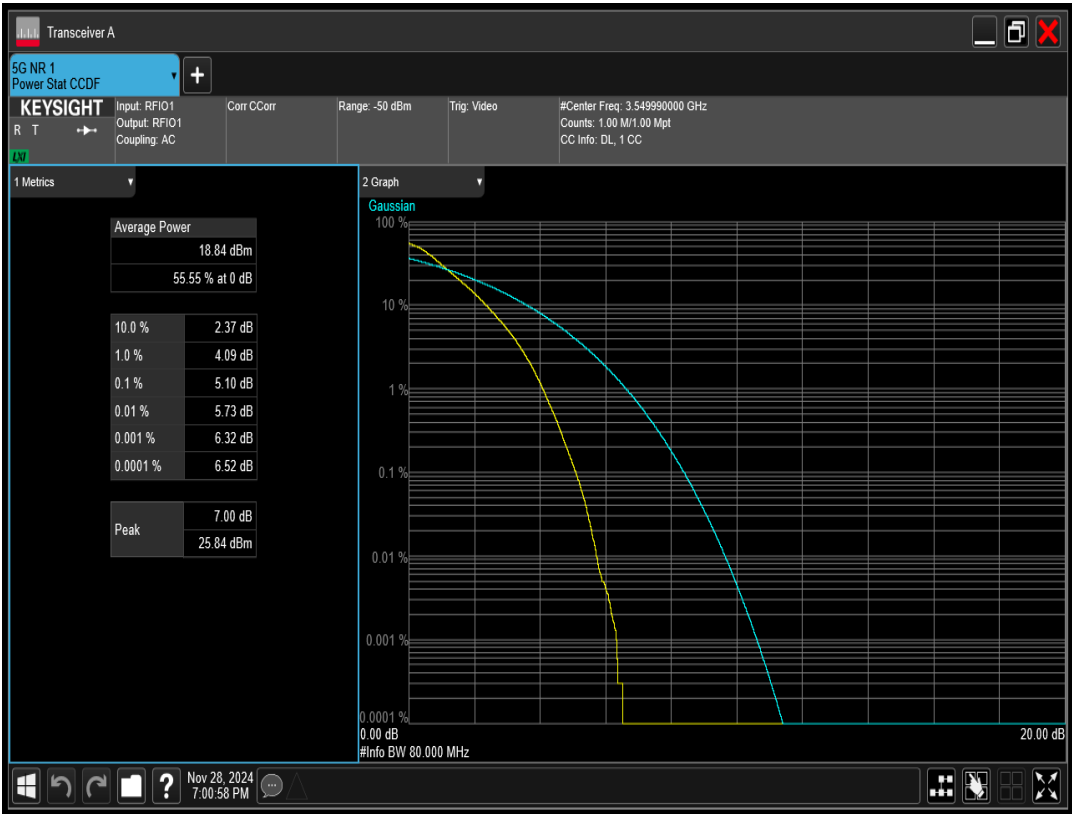 Transceiver A
5G NR 1
Power Stat CCDF
+
KEYSIGHT
R T
LXI
Input: RFIO1
Output: RFIO1
Coupling: AC
Corr CCorr
Range: -50 dBm
Trig: Video
#Center Freq: 3.549990000 GHz
Counts: 1.00 M/1.00 Mpt
CC Info: DL, 1 CC
1 Metrics
Average Power
18.84 dBm
55.55 % at 0 dB
10.0 % 2.37 dB
1.0 % 4.09 dB
0.1 % 5.10 dB
0.01 % 5.73 dB
0.001 % 6.32 dB
0.0001 % 6.52 dB
Peak
7.00 dB
25.84 dBm
2 Graph
Gaussian
100 %
10 %
1 %
0.1 %
0.01 %
0.001 %
0.0001 %
0.00 dB
20.00 dB
#Info BW 80.000 MHz
?
Nov 28, 2024
7:00:58 PM